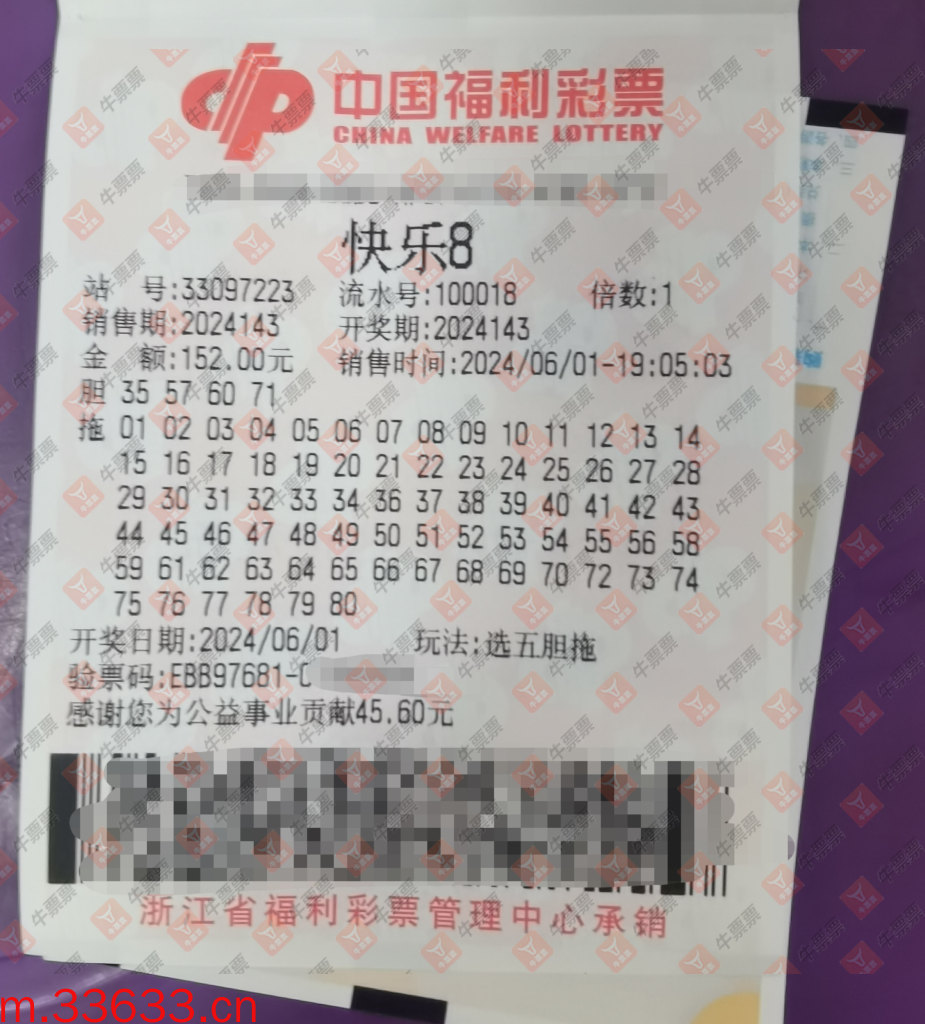 中国福利彩票
CHINA WELFARE LOTTERY
快乐8
站 号:33097223 流水号:100018 倍数:1
销售期:2024143 开奖期:2024143
金 额:152.00元 销售时间:2024/06/01-19:05:03
胆 35 57 60 71
拖 01 02 03 04 05 06 07 08 09 10 11 12 13 14
15 16 17 18 19 20 21 22 23 24 25 26 27 28
29 30 31 32 33 34 36 37 38 39 40 41 42 43
44 45 46 47 48 49 50 51 52 53 54 55 56 58
59 61 62 63 64 65 66 67 68 69 70 72 73 74
75 76 77 78 79 80
开奖日期:2024/06/01 玩法:选五胆拖
验票码:EBB97681-
感谢您为公益事业贡献45.60元
浙江省福利彩票管理中心承销
m.33633.cn
牛票票